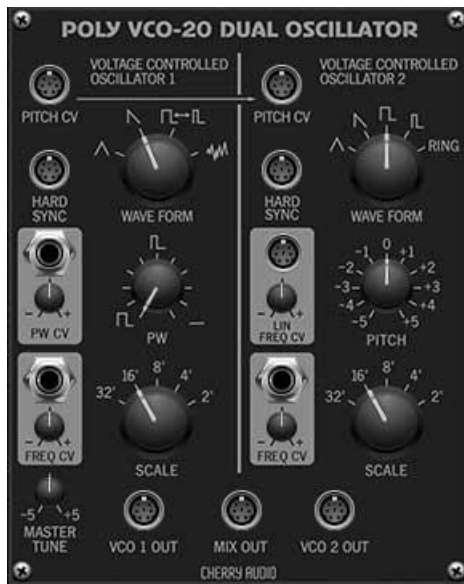 POLY VCO-20 DUAL OSCILLATOR
VOLTAGE CONTROLLED
OSCILLATOR 1
PITCH CV
HARD
SYNC
WAVE FORM
PW CV
PW
FREQ CV
32' 16' 8' 4' 2'
SCALE
-5 +5
MASTER
TUNE
VOLTAGE CONTROLLED
OSCILLATOR 2
PITCH CV
RING
HARD
SYNC
WAVE FORM
LIN
FREQ CV
-5 -4 -3 -2 -1 0 +1 +2 +3 +4 +5
PITCH
FREQ CV
32' 16' 8' 4' 2'
SCALE
VCO 1 OUT
MIX OUT
VCO 2 OUT
CHERRY AUDIO